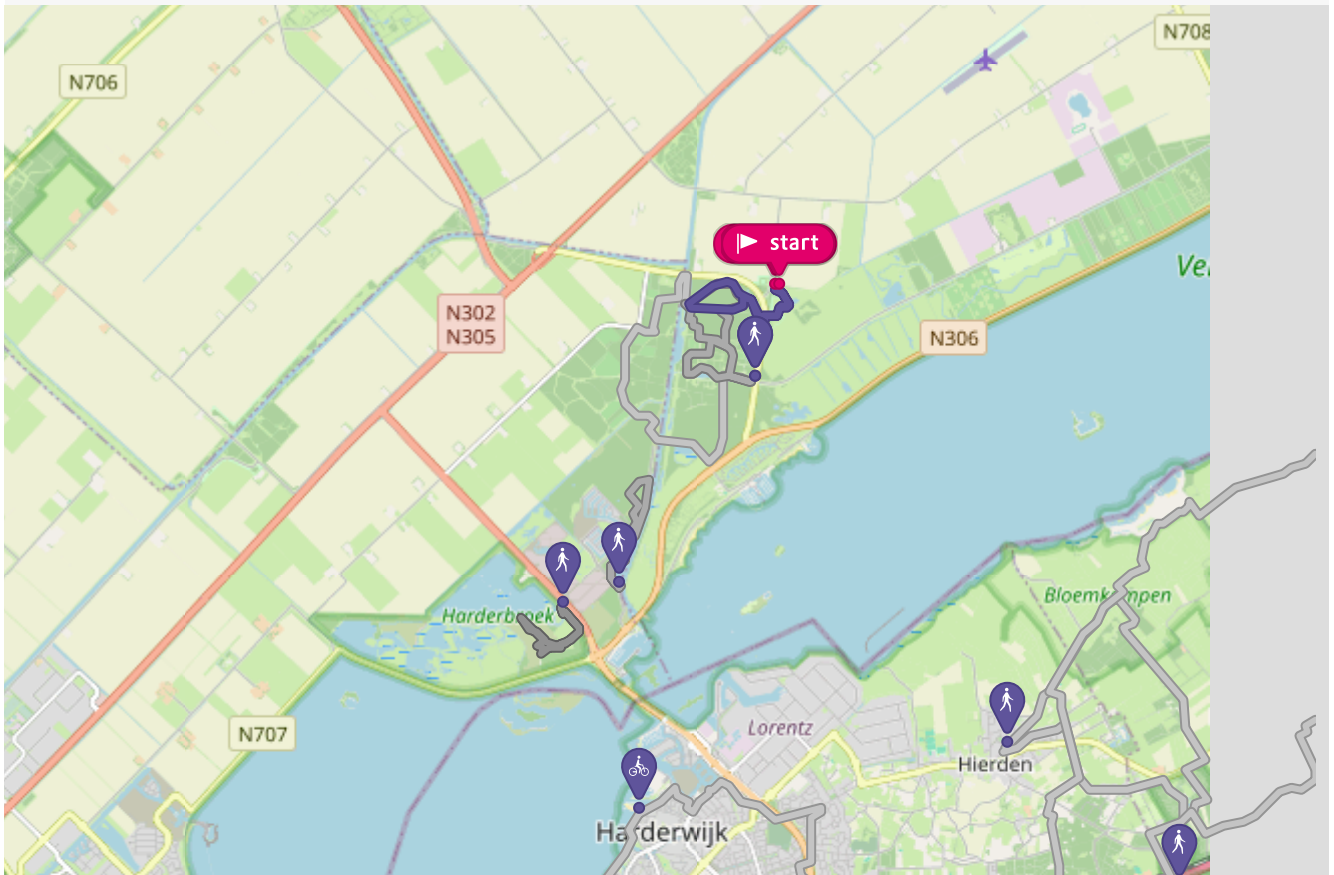 N708
N706
start
Ve
N302
N305
N306
Harderbroek
Bloemkampen
N707
Lorentz
Hierden
Harderwijk